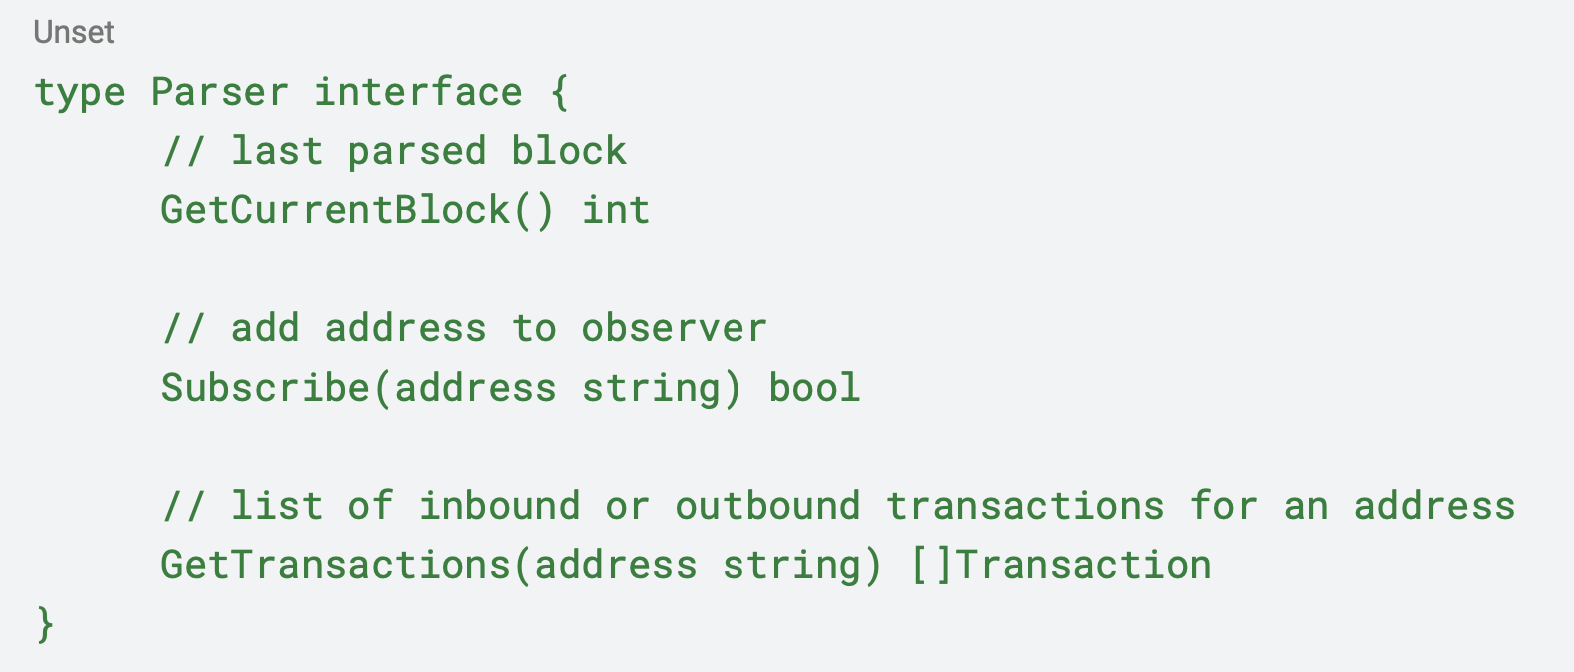 Unset
type Parser interface {
// last parsed block
GetCurrentBlock() int
// add address to observer
Subscribe(address string) bool
// list of inbound or outbound transactions for an address
GetTransactions(address string) []Transaction
}